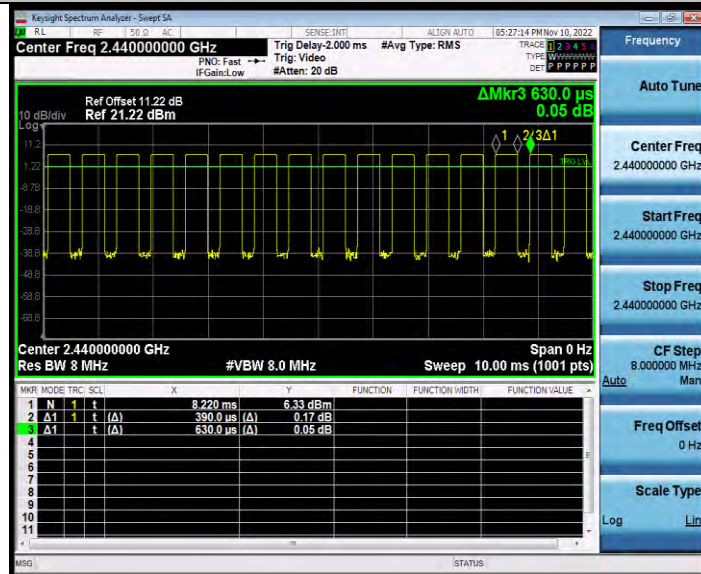 Keysight Spectrum Analyzer - Swept SA
LXI RL RF 50 Ω AC SENSE:INT ALIGN AUTO 05:27:14 PM Nov 10, 2022
Center Freq 2.440000000 GHz
PNO: Fast
IFGain:Low
Trig Delay-2.000 ms
Trig: Video
#Atten: 20 dB
#Avg Type: RMS
TRACE 1 2 3 4 5 6
TYPE WWWWWW
DET P P P P P P
ΔMkr3 630.0 µs
0.05 dB
Ref Offset 11.22 dB
10 dB/div Ref 21.22 dBm
Log
1 2/3Δ1
11.2
TRIG LVL
1.22
-8.78
-18.8
-28.8
-38.8
-48.8
-58.8
-68.8
Center 2.440000000 GHz Span 0 Hz
Res BW 8 MHz #VBW 8.0 MHz Sweep 10.00 ms (1001 pts)
MKR MODE TRC SCL X Y FUNCTION FUNCTION WIDTH FUNCTION VALUE
1 N 1 t 8.220 ms 6.33 dBm
2 Δ1 1 t (Δ) 390.0 µs (Δ) 0.17 dB
3 Δ1 t (Δ) 630.0 µs (Δ) 0.05 dB
4
5
6
7
8
9
10
11
MSG STATUS
Frequency
Auto Tune
Center Freq
2.440000000 GHz
Start Freq
2.440000000 GHz
Stop Freq
2.440000000 GHz
CF Step
8.000000 MHz
Auto Man
Freq Offset
0 Hz
Scale Type
Log Lin